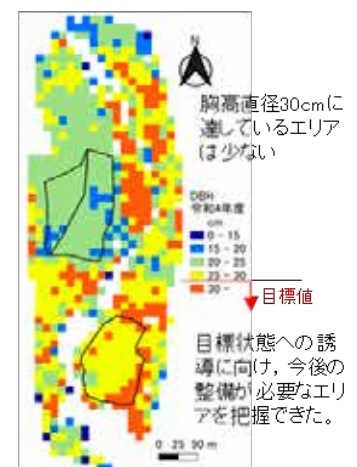 N
胸高直径30cmに
達しているエリア
は少ない
DBH
令和4年度
cm
0 - 15
15 - 20
20 - 25
25 - 30
30 -
目標値
目標状態への誘
導に向け，今後の
整備が必要なエリ
アを把握できた。
0 25 50 m